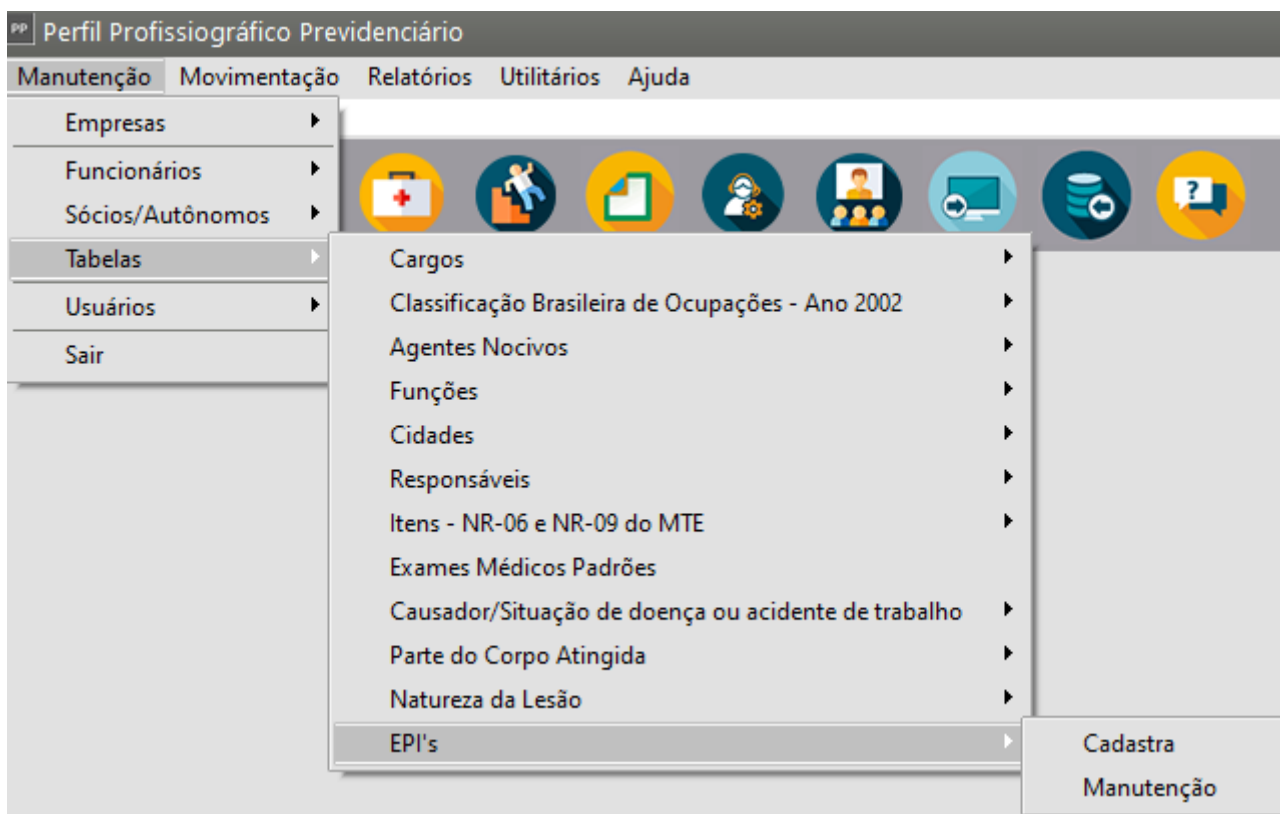 PP Perfil Profissiográfico Previdenciário
Manutenção Movimentação Relatórios Utilitários Ajuda
Empresas
Funcionários
Sócios/Autônomos
Tabelas
Usuários
Sair
?
Cargos
Classificação Brasileira de Ocupações - Ano 2002
Agentes Nocivos
Funções
Cidades
Responsáveis
Itens - NR-06 e NR-09 do MTE
Exames Médicos Padrões
Causador/Situação de doença ou acidente de trabalho
Parte do Corpo Atingida
Natureza da Lesão
EPI's
Cadastra
Manutenção